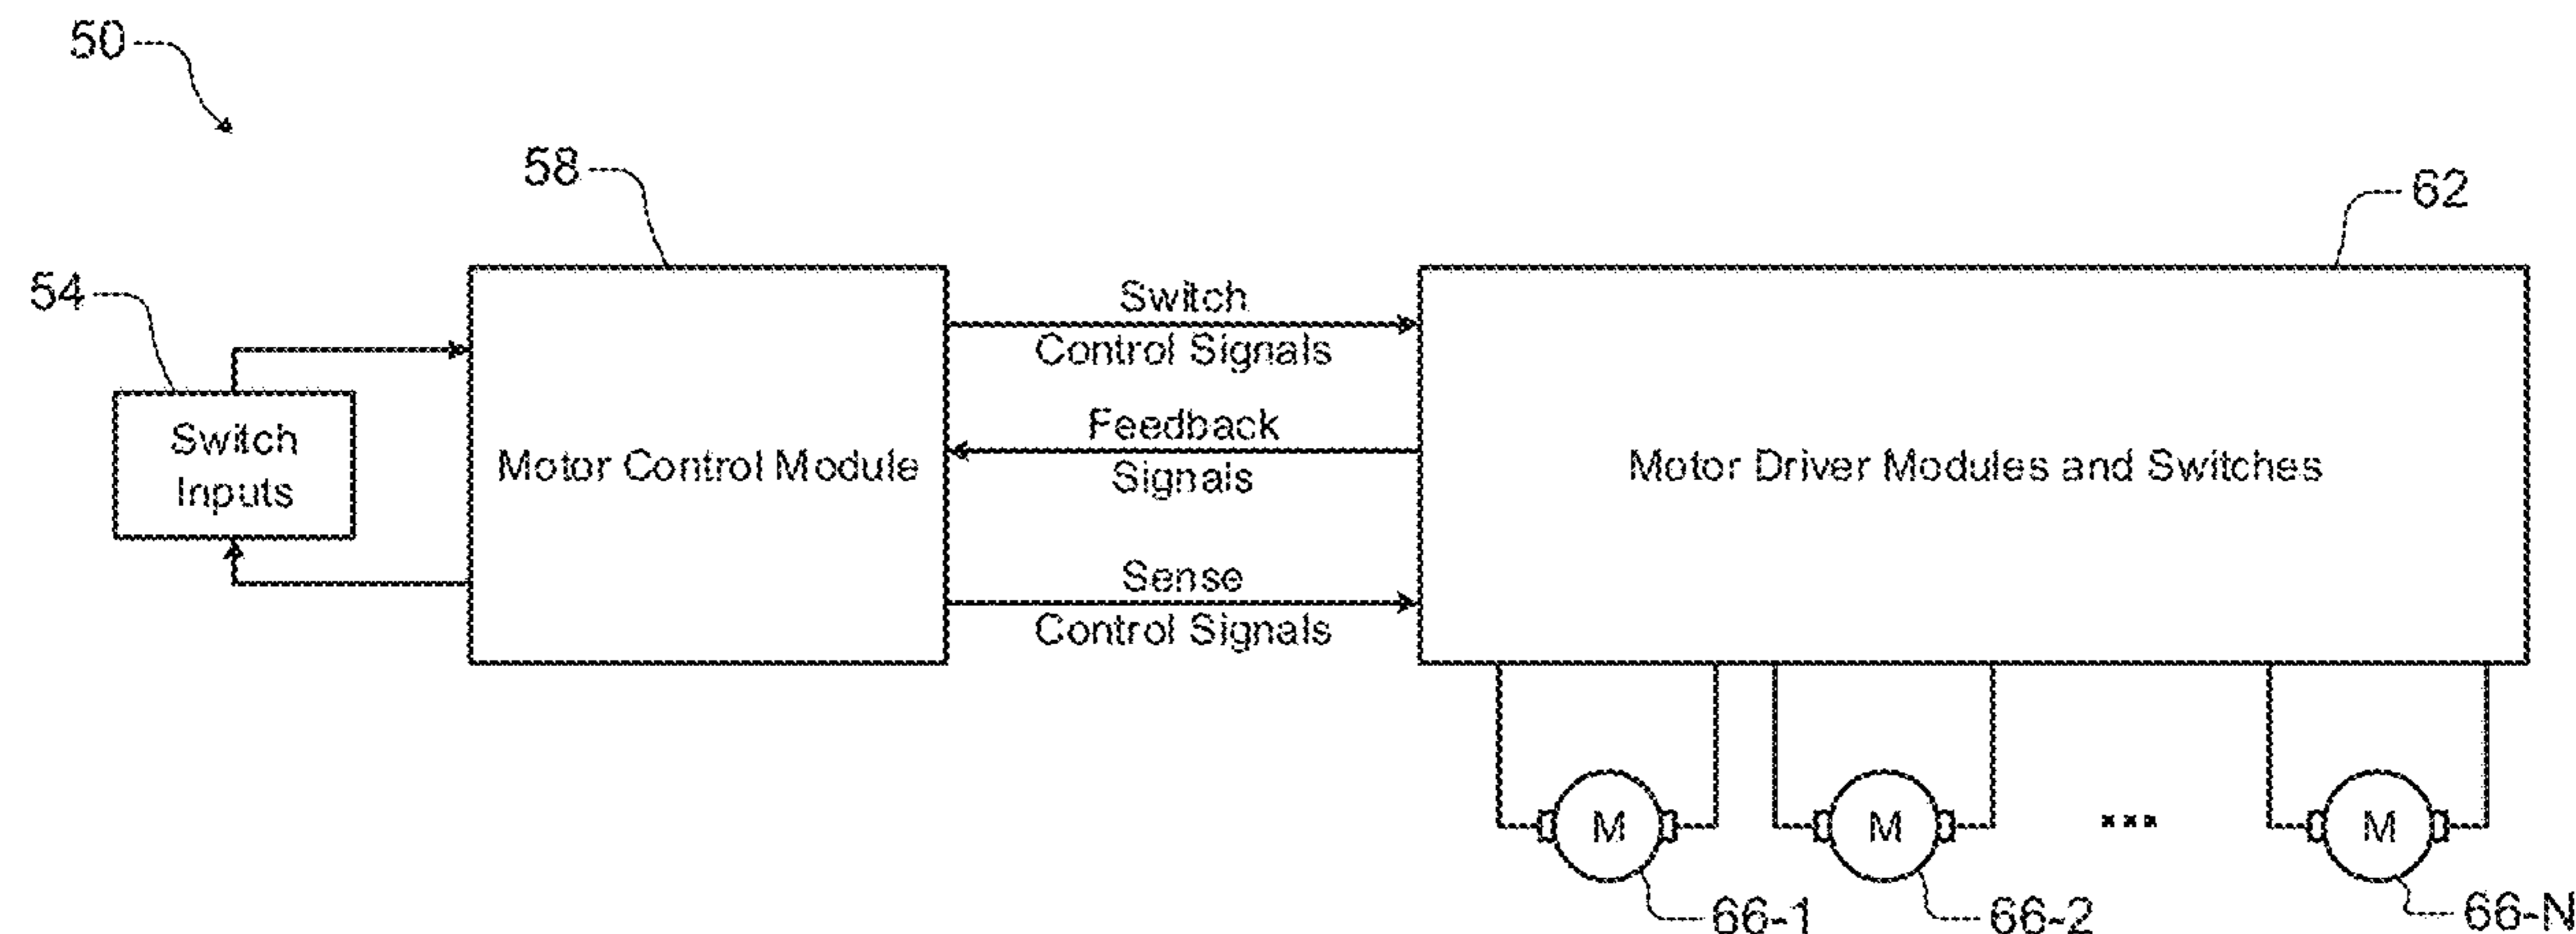 50
58
62
54
Switch
Control Signals
Switch
Inputs
Motor Control Module
Feedback
Signals
Motor Driver Modules and Switches
Sense
Control Signals
M
M
...
M
66-1
66-2
66-N